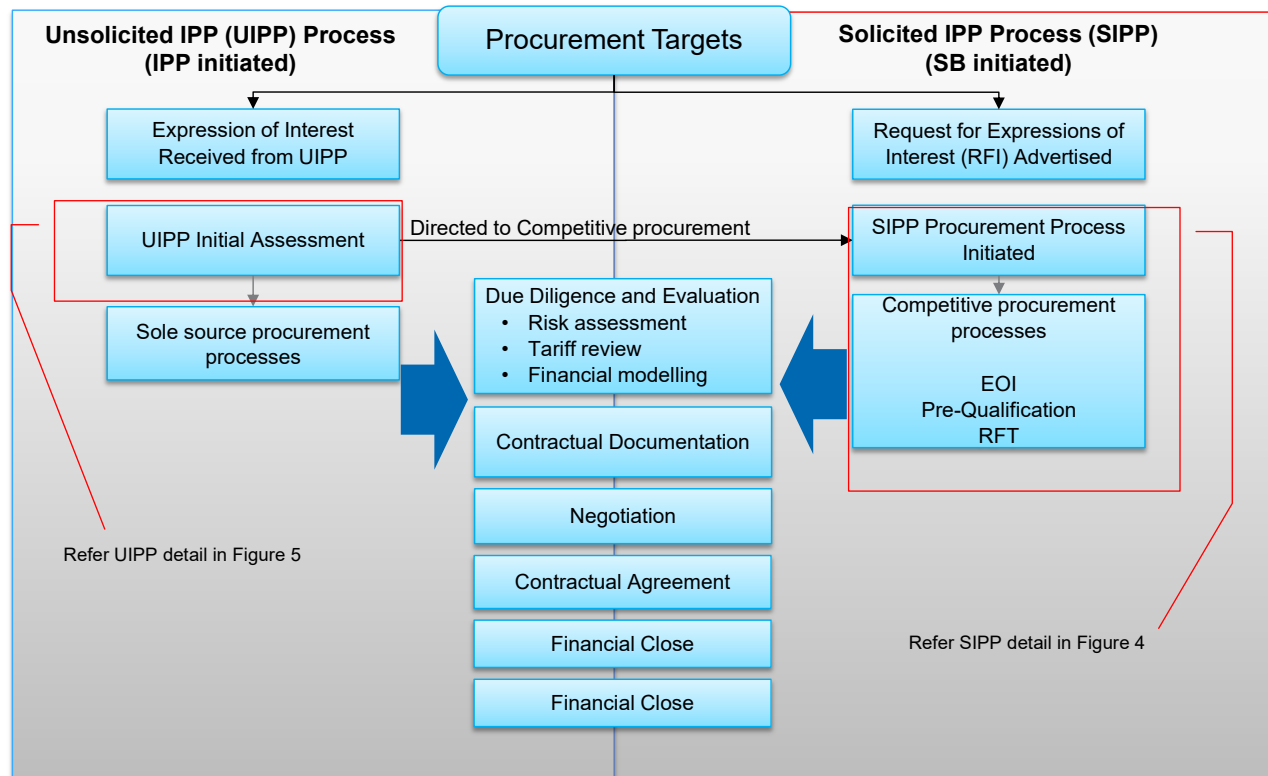 Unsolicited IPP (UIPP) Process
(IPP initiated)
Procurement Targets
Solicited IPP Process (SIPP)
(SB initiated)
Expression of Interest
Received from UIPP
Request for Expressions of
Interest (RFI) Advertised
UIPP Initial Assessment
Directed to Competitive procurement
SIPP Procurement Process
Initiated
Sole source procurement
processes
Due Diligence and Evaluation
• Risk assessment
• Tariff review
• Financial modelling
Competitive procurement
processes
EOI
Pre-Qualification
RFT
Contractual Documentation
Negotiation
Refer UIPP detail in Figure 5
Contractual Agreement
Financial Close
Refer SIPP detail in Figure 4
Financial Close